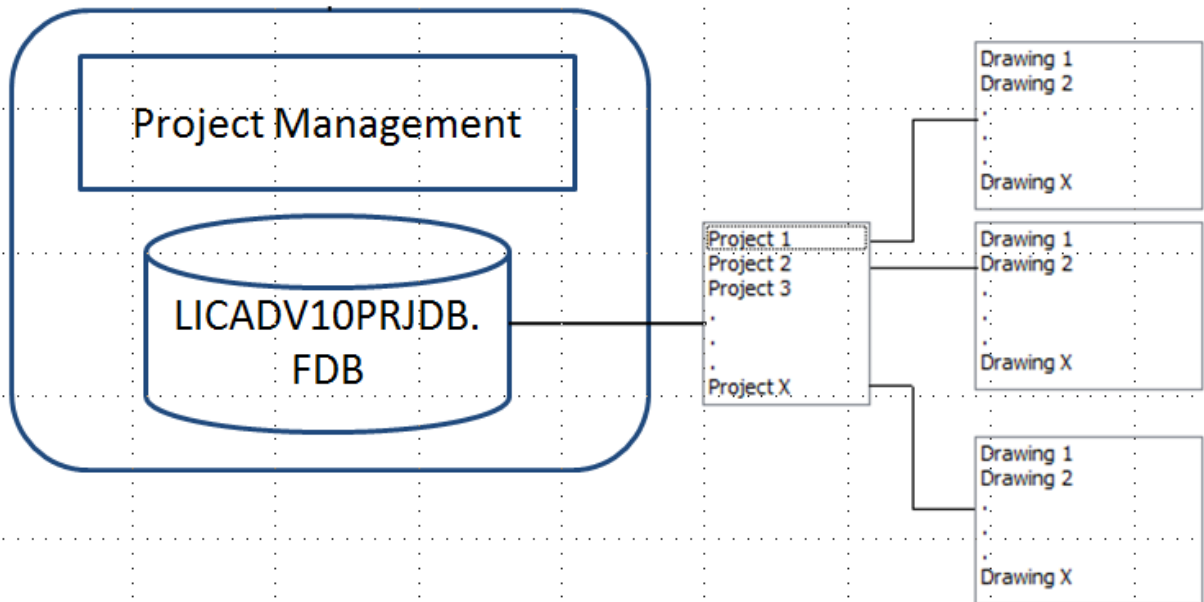 Project Management
LICADV10PRJDB.
FDB
Project 1
Project 2
Project 3
.
.
.
Project X
Drawing 1
Drawing 2
.
.
.
Drawing X
Drawing 1
Drawing 2
.
.
.
Drawing X
Drawing 1
Drawing 2
.
.
.
Drawing X